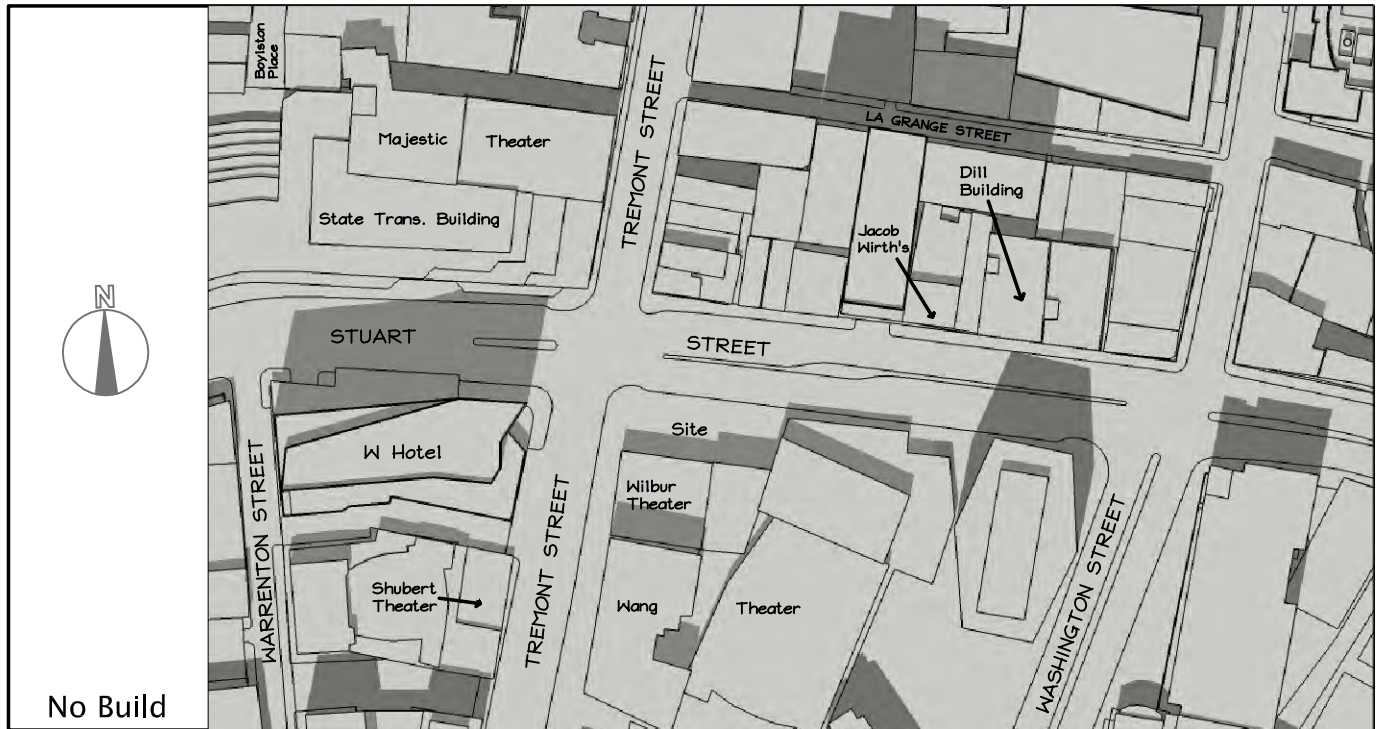 Boylston
Place
Majestic
Theater
TREMONT STREET
LA GRANGE STREET
Dill
Building
State Trans. Building
Jacob
Wirth's
N
STUART
STREET
Site
W Hotel
Wilbur
Theater
WARRENTON STREET
TREMONT STREET
WASHINGTON STREET
Shubert
Theater
Wang
Theater
No Build